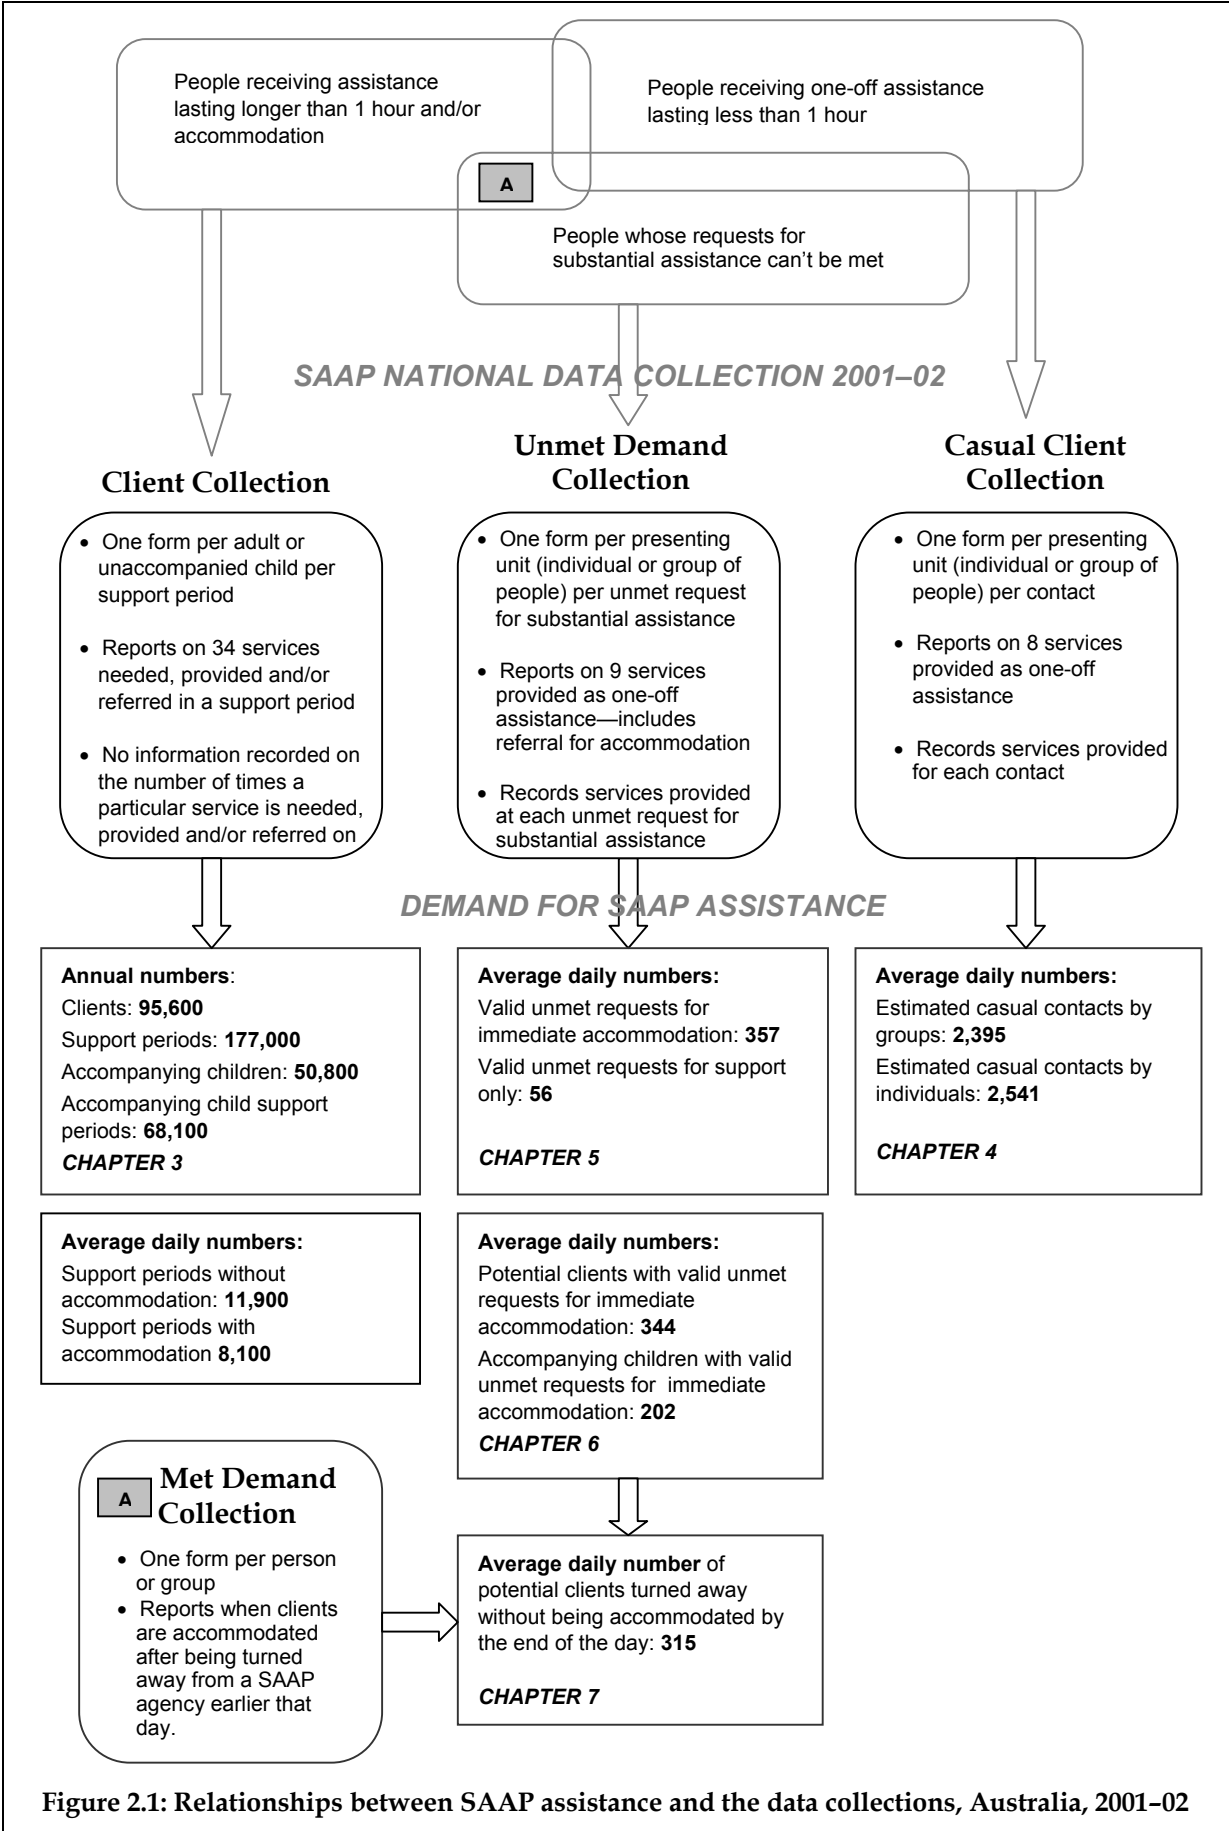 People receiving assistance
lasting longer than 1 hour and/or
accommodation
People receiving one-off assistance
lasting less than 1 hour
A
People whose requests for
substantial assistance can't be met
SAAP NATIONAL DATA COLLECTION 2001–02
Client Collection
• One form per adult or
unaccompanied child per
support period
• Reports on 34 services
needed, provided and/or
referred in a support period
• No information recorded on
the number of times a
particular service is needed,
provided and/or referred on
Unmet Demand
Collection
• One form per presenting
unit (individual or group of
people) per unmet request
for substantial assistance
• Reports on 9 services
provided as one-off
assistance—includes
referral for accommodation
• Records services provided
at each unmet request for
substantial assistance
Casual Client
Collection
• One form per presenting
unit (individual or group of
people) per contact
• Reports on 8 services
provided as one-off
assistance
• Records services provided
for each contact
DEMAND FOR SAAP ASSISTANCE
Annual numbers:
Clients: 95,600
Support periods: 177,000
Accompanying children: 50,800
Accompanying child support
periods: 68,100
CHAPTER 3
Average daily numbers:
Valid unmet requests for
immediate accommodation: 357
Valid unmet requests for support
only: 56
CHAPTER 5
Average daily numbers:
Estimated casual contacts by
groups: 2,395
Estimated casual contacts by
individuals: 2,541
CHAPTER 4
Average daily numbers:
Support periods without
accommodation: 11,900
Support periods with
accommodation 8,100
Average daily numbers:
Potential clients with valid unmet
requests for immediate
accommodation: 344
Accompanying children with valid
unmet requests for immediate
accommodation: 202
CHAPTER 6
A
Met Demand
Collection
• One form per person
or group
• Reports when clients
are accommodated
after being turned
away from a SAAP
agency earlier that
day.
Average daily number of
potential clients turned away
without being accommodated by
the end of the day: 315
CHAPTER 7
Figure 2.1: Relationships between SAAP assistance and the data collections, Australia, 2001–02